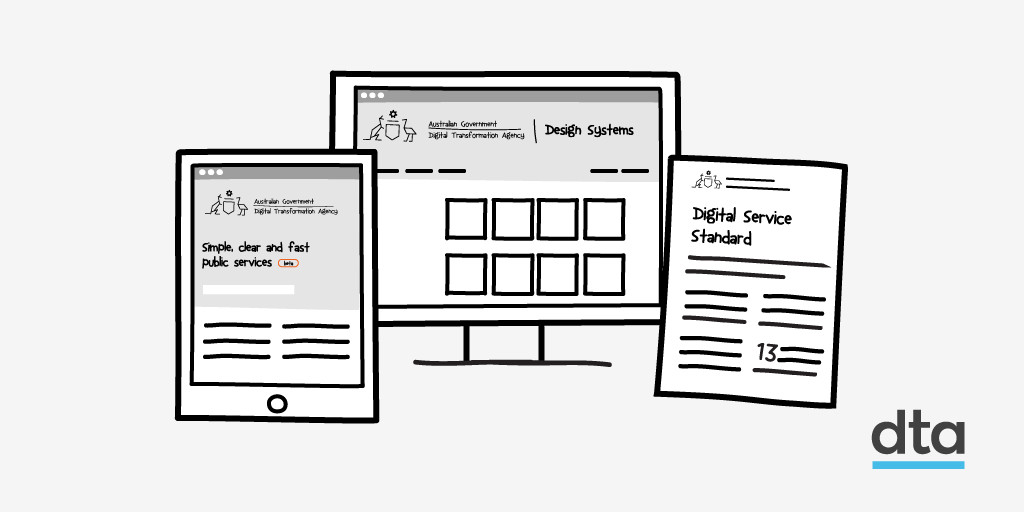 Australian Government
Digital Transformation Agency
Design Systems
Australian Government
Digital Transformation Agency
Simple, clear and fast
public services beta
Digital Service
Standard
13
dta